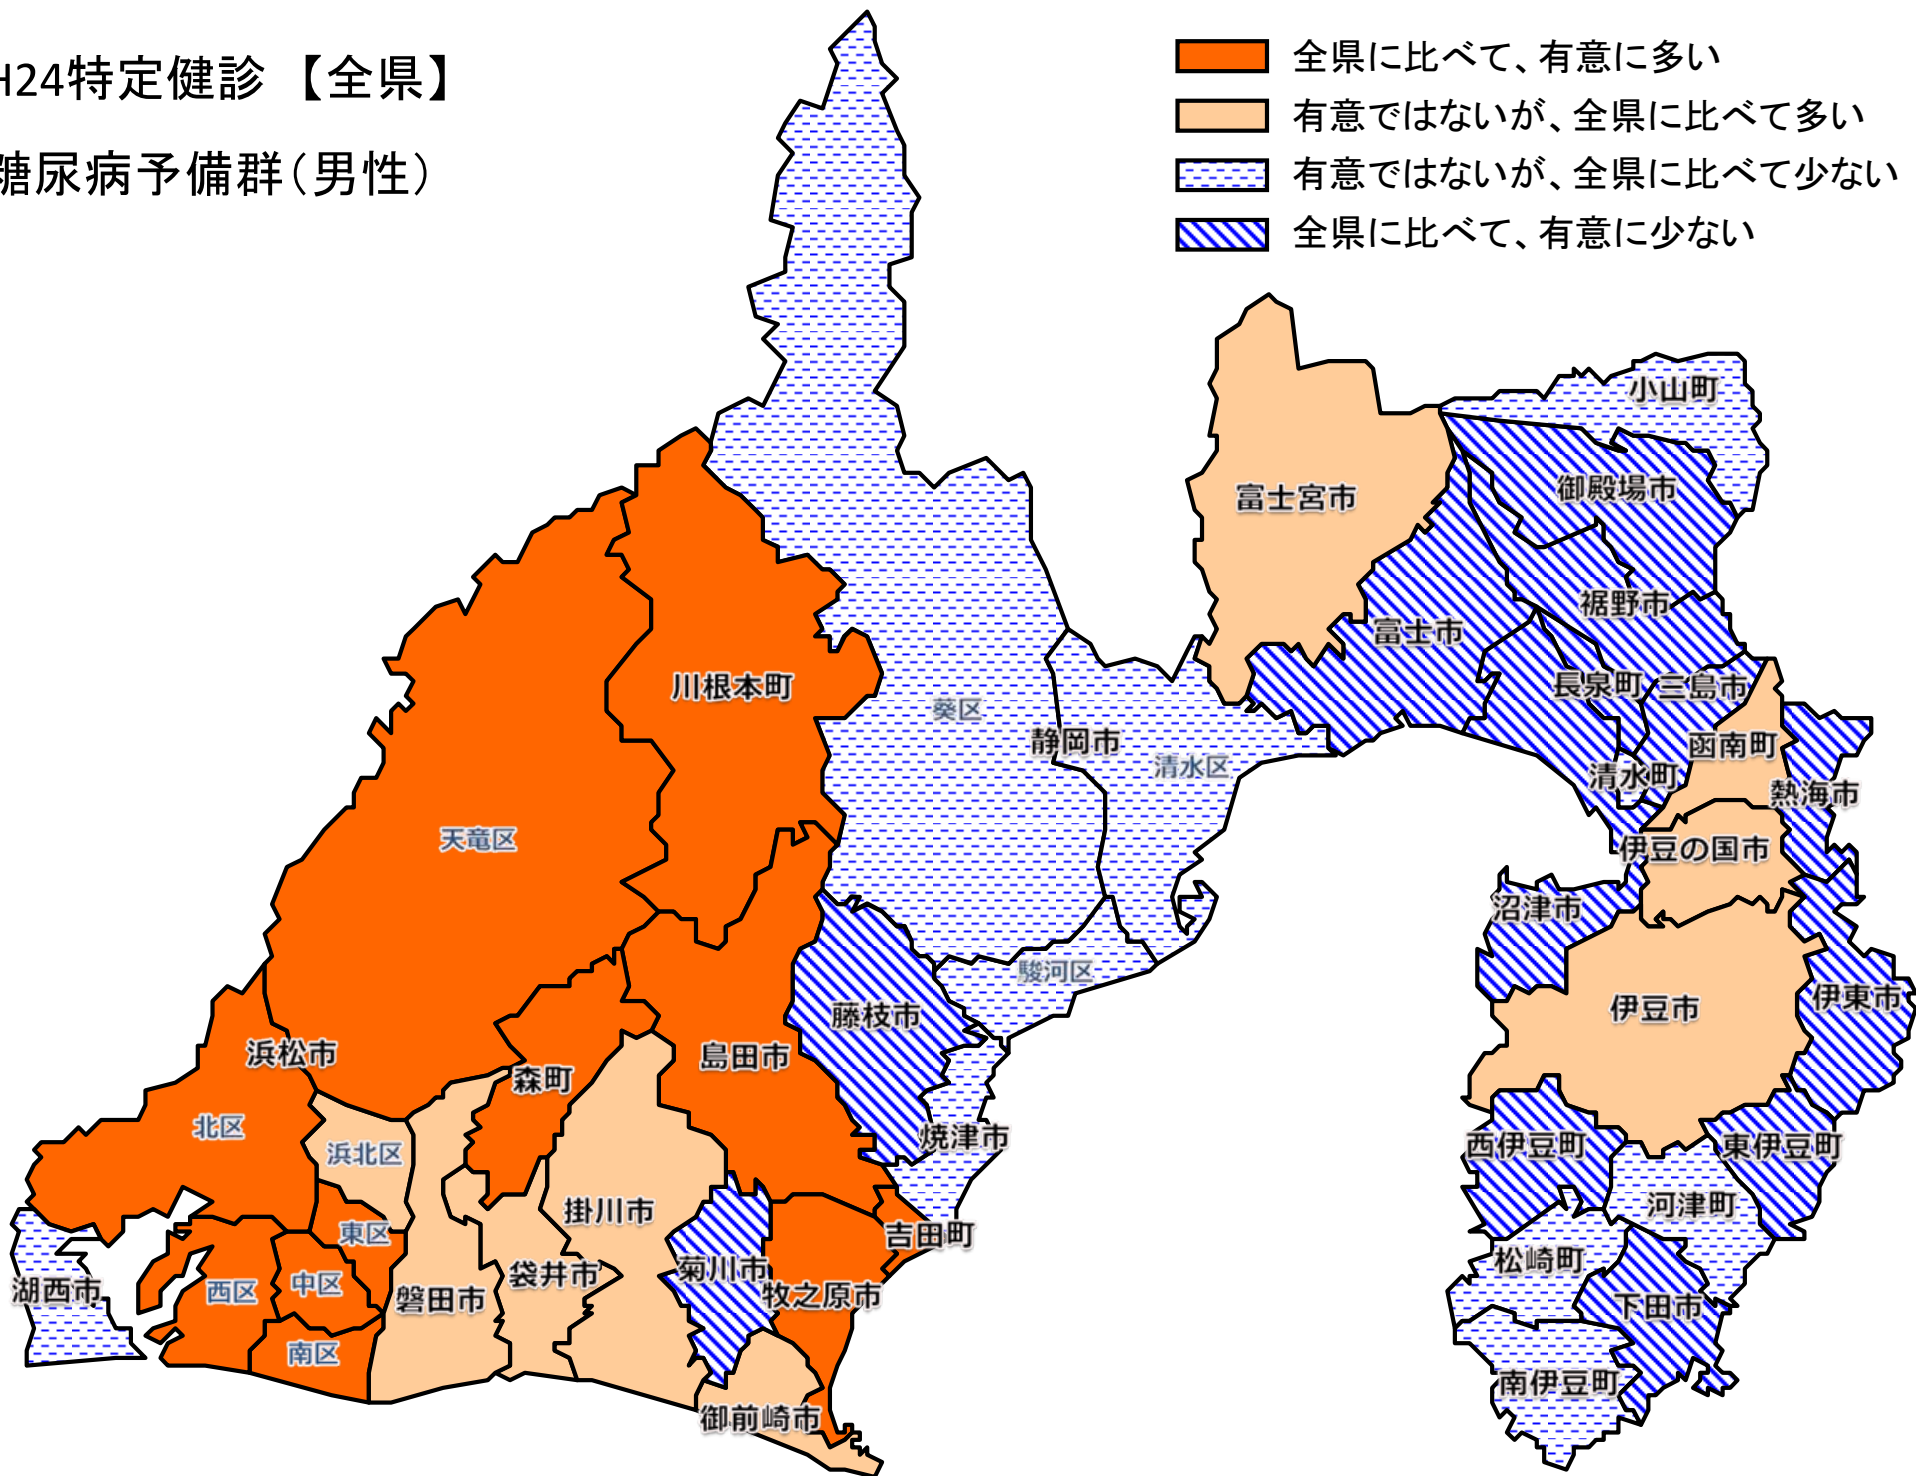 H24特定健診 【全県】
糖尿病予備群(男性)
全県に比べて、有意に多い
有意ではないが、全県に比べて多い
有意ではないが、全県に比べて少ない
全県に比べて、有意に少ない
小山町
御殿場市
富士宮市
裾野市
富士市
川根本町
長泉町
三島市
葵区
静岡市
函南町
清水区
清水町
熱海市
天竜区
伊豆の国市
沼津市
駿河区
伊東市
伊豆市
藤枝市
浜松市
島田市
森町
北区
焼津市
浜北区
西伊豆町
東伊豆町
河津町
掛川市
東区
吉田町
松崎町
菊川市
袋井市
中区
西区
湖西市
磐田市
牧之原市
下田市
南区
南伊豆町
御前崎市